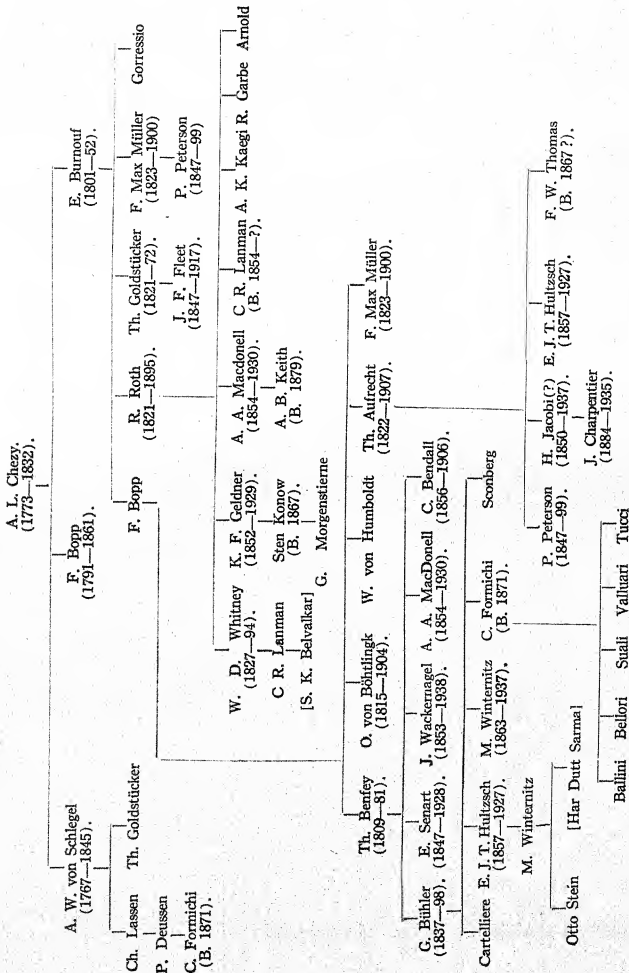 A. L. Chezy.
(1773—1832).
A. W. von Schlegel
(1767—1845).
F. Bopp
(1791—1861).
E. Burnouf
(1801—52).
Ch. Lassen
Th. Goldstücker
P. Deussen
C. Formichi
(B. 1871).
F. Bopp
R. Roth
(1821—1895).
Th. Goldstücker
(1821—72).
F. Max Müller
(1823—1900)
Gorressio
J. F. Fleet
(1847—1917).
P. Peterson
(1847—99)
W. D. Whitney
(1827—94).
K. F. Geldner
(1852—1929).
A. A. Macdonell
(1854—1930).
C R. Lanman
(B. 1854—?).
A. K. Kaegi
R. Garbe
Arnold
C R. Lanman
Sten Konow
(B. 1867).
A. B. Keith
(B. 1879).
[S. K. Belvalkar]
G. Morgenstierne
Th. Benfey
(1809—81).
O. von Böhtlingk
(1815—1904).
W. von Humboldt
Th. Aufrecht
(1822—1907).
F. Max Müller
(1823—1900).
G. Bühler
(1837—98).
E. Senart
(1847—1928).
J. Wackernagel
(1853—1938).
A. A. MacDonell
(1854—1930).
C. Bendall
(1856—1906).
Cartelliere
E. J. T. Hultzsch
(1857—1927).
M. Winternitz
(1863—1937).
C. Formichi
(B. 1871).
Sconberg
P. Peterson
(1847—99).
H. Jacobi(?)
(1850—1937).
E. J. T. Hultzsch
(1857—1927).
F. W. Thomas
(B. 1867 ?).
M. Winternitz
J. Charpentier
(1884—1935).
Otto Stein
[Har Dutt Sarma]
Ballini
Bellori
Suali
Valluari
Tucci